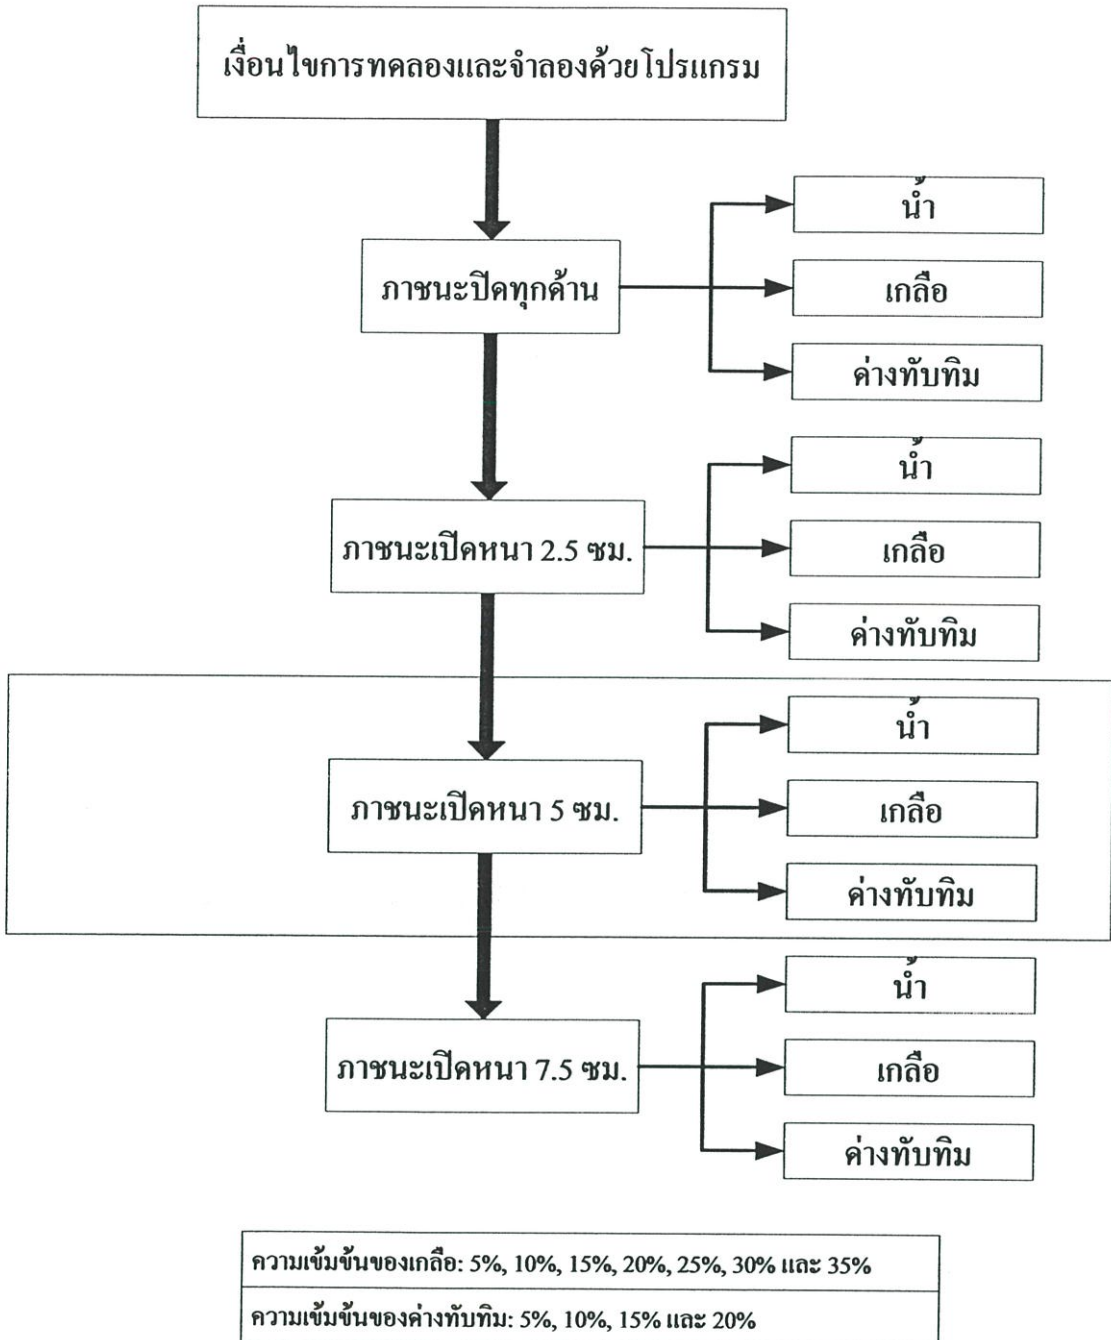 เงื่อนไขการทดลองและจำลองด้วยโปรแกรม
น้ำ
ภาชนะปิดทุกด้าน
เกลือ
ด่างทับทิม
น้ำ
ภาชนะเปิดหนา 2.5 ซม.
เกลือ
ด่างทับทิม
น้ำ
ภาชนะเปิดหนา 5 ซม.
เกลือ
ด่างทับทิม
น้ำ
ภาชนะเปิดหนา 7.5 ซม.
เกลือ
ด่างทับทิม
ความเข้มข้นของเกลือ: 5%, 10%, 15%, 20%, 25%, 30% และ 35%
ความเข้มข้นของด่างทับทิม: 5%, 10%, 15% และ 20%